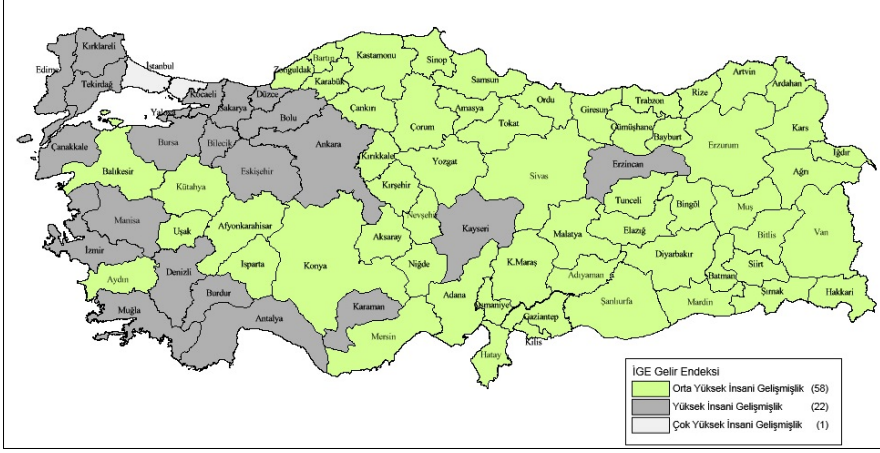 Kırklareli
Edirne
Tekirdağ
İstanbul
Kocaeli
Yalova
Sakarya
Düzce
Bolu
Zonguldak
Bartın
Karabük
Kastamonu
Sinop
Samsun
Çankırı
Çorum
Amasya
Tokat
Ordu
Giresun
Trabzon
Rize
Artvin
Ardahan
Gümüşhane
Bayburt
Erzurum
Kars
Iğdır
Ağrı
Çanakkale
Balıkesir
Bursa
Bilecik
Eskişehir
Ankara
Kırıkkale
Yozgat
Sivas
Erzincan
Kütahya
Kırşehir
Nevşehir
Kayseri
Tunceli
Bingöl
Muş
Bitlis
Van
Manisa
Uşak
Afyonkarahisar
Aksaray
Malatya
Elazığ
Diyarbakır
Batman
Siirt
İzmir
Aydın
Denizli
Isparta
Konya
Niğde
K.Maraş
Adıyaman
Şanlıurfa
Mardin
Şırnak
Hakkari
Muğla
Burdur
Antalya
Karaman
Mersin
Adana
Osmaniye
Gaziantep
Kilis
Hatay
İGE Gelir Endeksi
Orta Yüksek İnsani Gelişmişlik (58)
Yüksek İnsani Gelişmişlik (22)
Çok Yüksek İnsani Gelişmişlik (1)